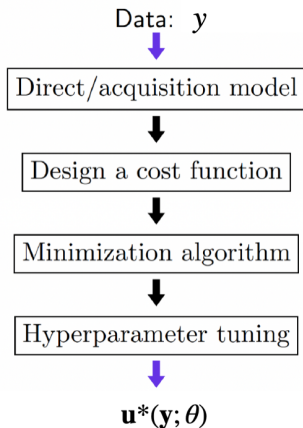 Data: y
Direct/acquisition model
Design a cost function
Minimization algorithm
Hyperparameter tuning
u*(y; θ)